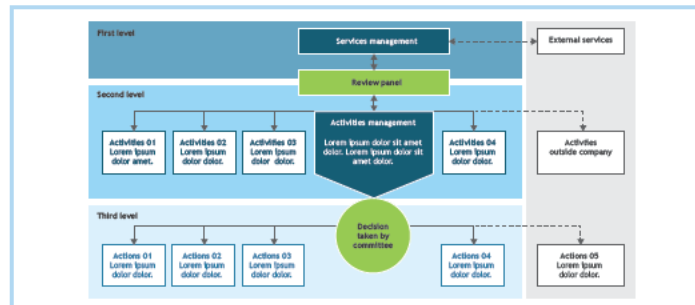 First level
Services management
External services
Review panel
Second level
Activities management
Lorem ipsum dolor sit amet
dolor. Lorem ipsum dolor sit
amet dolor.
Activities 01
Lorem ipsum
dolor amet.
Activities 02
Lorem ipsum
dolor dolor.
Activities 03
Lorem ipsum
dolor dolor.
Activities 04
Lorem ipsum
dolor dolor.
Activities
outside company
Third level
Decision
taken by
committee
Actions 01
Lorem ipsum
dolor dolor.
Actions 02
Lorem ipsum
dolor dolor.
Actions 03
Lorem ipsum
dolor dolor.
Actions 04
Lorem ipsum
dolor dolor.
Actions 05
Lorem ipsum
dolor dolor.